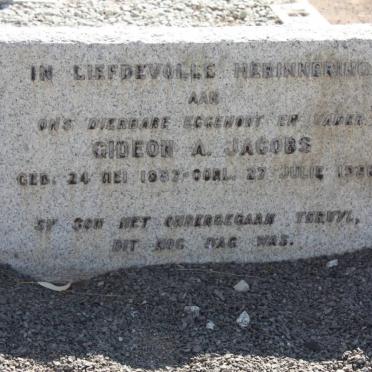 IN LIEFDEVOLLE HERINNERING
AAN
ONS DIERBARE EGGENOOT EN VADER
GIDEON A. JACOBS
GEB. 24 MEI OORL. 27 JULIE
SY SON HET ONDERGEGAAN TERWYL
DIT NOG DAG WAS.